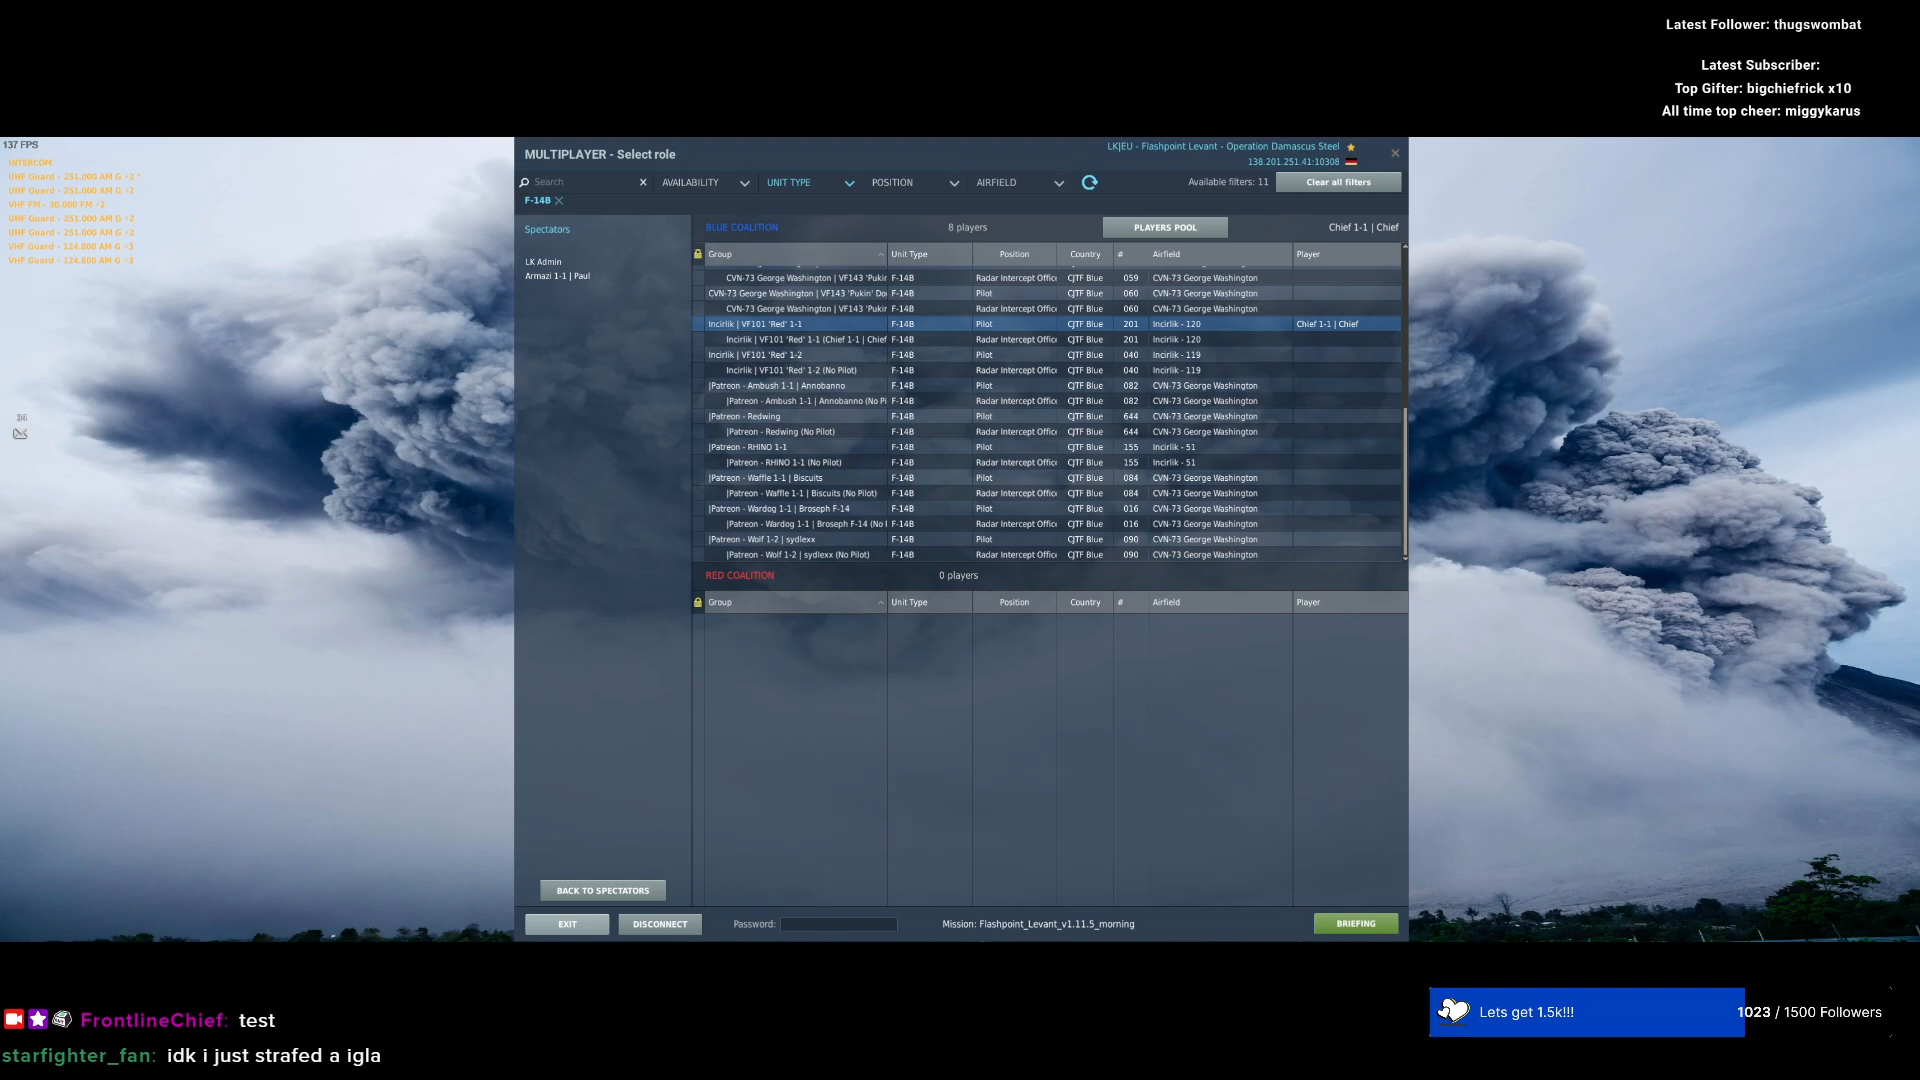 Latest Follower: thugswombat
Latest Subscriber:
Top Gifter: bigchiefrick x10
All time top cheer: miggykarus
137 FPS
INTERCOM
UHF Guard - 251.000 AM G
UHF Guard - 251.000 AM G
VHF FM - 30.000 FM
UHF Guard - 251.000 AM G
UHF Guard - 251.000 AM G
VHF Guard - 124.800 AM G
VHF Guard - 124.800 AM G
MULTIPLAYER - Select role
LK|EU - Flashpoint Levant - Operation Damascus Steel
138.201.251.41:10308
Search X AVAILABILITY UNIT TYPE POSITION AIRFIELD Available filters: 11 Clear all filters
F-14B X
Spectators
LK Admin
Armazi 1-1 | Paul
BLUE COALITION 8 players PLAYERS POOL Chief 1-1 | Chief
Group Unit Type Position Country # Airfield Player
CVN-73 George Washington | VF143 'Pukir F-14B Radar Intercept Office CJTF Blue 059 CVN-73 George Washington
CVN-73 George Washington | VF143 'Pukin' Do F-14B Pilot CJTF Blue 060 CVN-73 George Washington
CVN-73 George Washington | VF143 'Pukir F-14B Radar Intercept Office CJTF Blue 060 CVN-73 George Washington
Incirlik | VF101 'Red' 1-1 F-14B Pilot CJTF Blue 201 Incirlik - 120 Chief 1-1 | Chief
Incirlik | VF101 'Red' 1-1 (Chief 1-1 | Chief F-14B Radar Intercept Office CJTF Blue 201 Incirlik - 120
Incirlik | VF101 'Red' 1-2 F-14B Pilot CJTF Blue 040 Incirlik - 119
Incirlik | VF101 'Red' 1-2 (No Pilot) F-14B Radar Intercept Office CJTF Blue 040 Incirlik - 119
|Patreon - Ambush 1-1 | Annobanno F-14B Pilot CJTF Blue 082 CVN-73 George Washington
|Patreon - Ambush 1-1 | Annobanno (No Pi F-14B Radar Intercept Office CJTF Blue 082 CVN-73 George Washington
|Patreon - Redwing F-14B Pilot CJTF Blue 644 CVN-73 George Washington
|Patreon - Redwing (No Pilot) F-14B Radar Intercept Office CJTF Blue 644 CVN-73 George Washington
|Patreon - RHINO 1-1 F-14B Pilot CJTF Blue 155 Incirlik - 51
|Patreon - RHINO 1-1 (No Pilot) F-14B Radar Intercept Office CJTF Blue 155 Incirlik - 51
|Patreon - Waffle 1-1 | Biscuits F-14B Pilot CJTF Blue 084 CVN-73 George Washington
|Patreon - Waffle 1-1 | Biscuits (No Pilot) F-14B Radar Intercept Office CJTF Blue 084 CVN-73 George Washington
|Patreon - Wardog 1-1 | Broseph F-14 F-14B Pilot CJTF Blue 016 CVN-73 George Washington
|Patreon - Wardog 1-1 | Broseph F-14 (No F-14B Radar Intercept Office CJTF Blue 016 CVN-73 George Washington
|Patreon - Wolf 1-2 | sydlexx F-14B Pilot CJTF Blue 090 CVN-73 George Washington
|Patreon - Wolf 1-2 | sydlexx (No Pilot) F-14B Radar Intercept Office CJTF Blue 090 CVN-73 George Washington
RED COALITION 0 players
Group Unit Type Position Country # Airfield Player
BACK TO SPECTATORS
EXIT DISCONNECT Password: Mission: Flashpoint_Levant_v1.11.5_morning BRIEFING
FrontlineChief: test
starfighter_fan: idk i just strafed a igla
Lets get 1.5k!!! 1023 / 1500 Followers